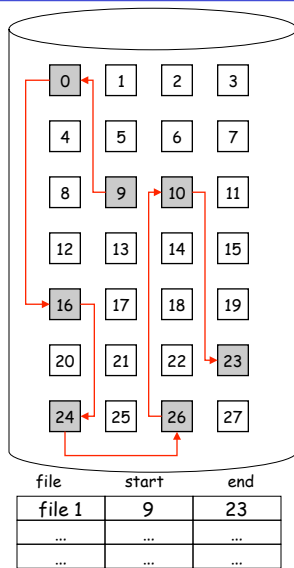 0 1 2 3
4 5 6 7
8 9 10 11
12 13 14 15
16 17 18 19
20 21 22 23
24 25 26 27
file start end
file 1 9 23
... ... ...
... ... ...